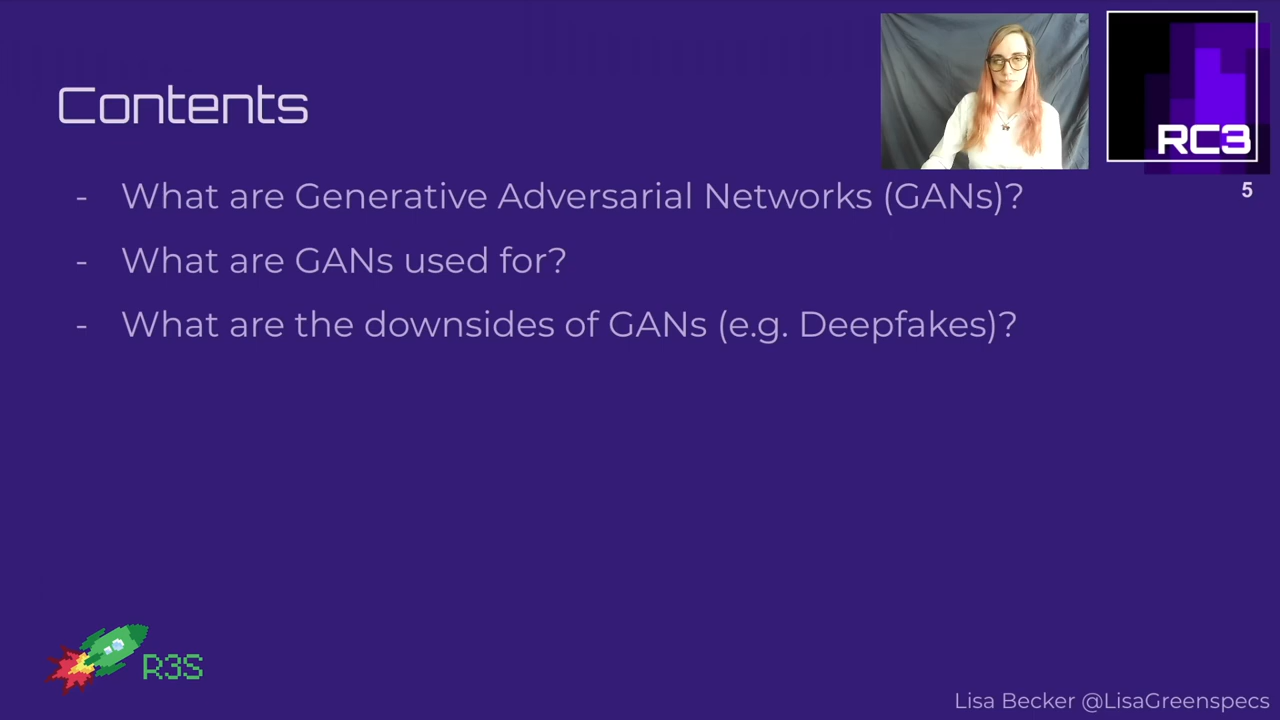 RC3
5
Contents
- What are Generative Adversarial Networks (GANs)?
- What are GANs used for?
- What are the downsides of GANs (e.g. Deepfakes)?
R3S
Lisa Becker @LisaGreenspecs